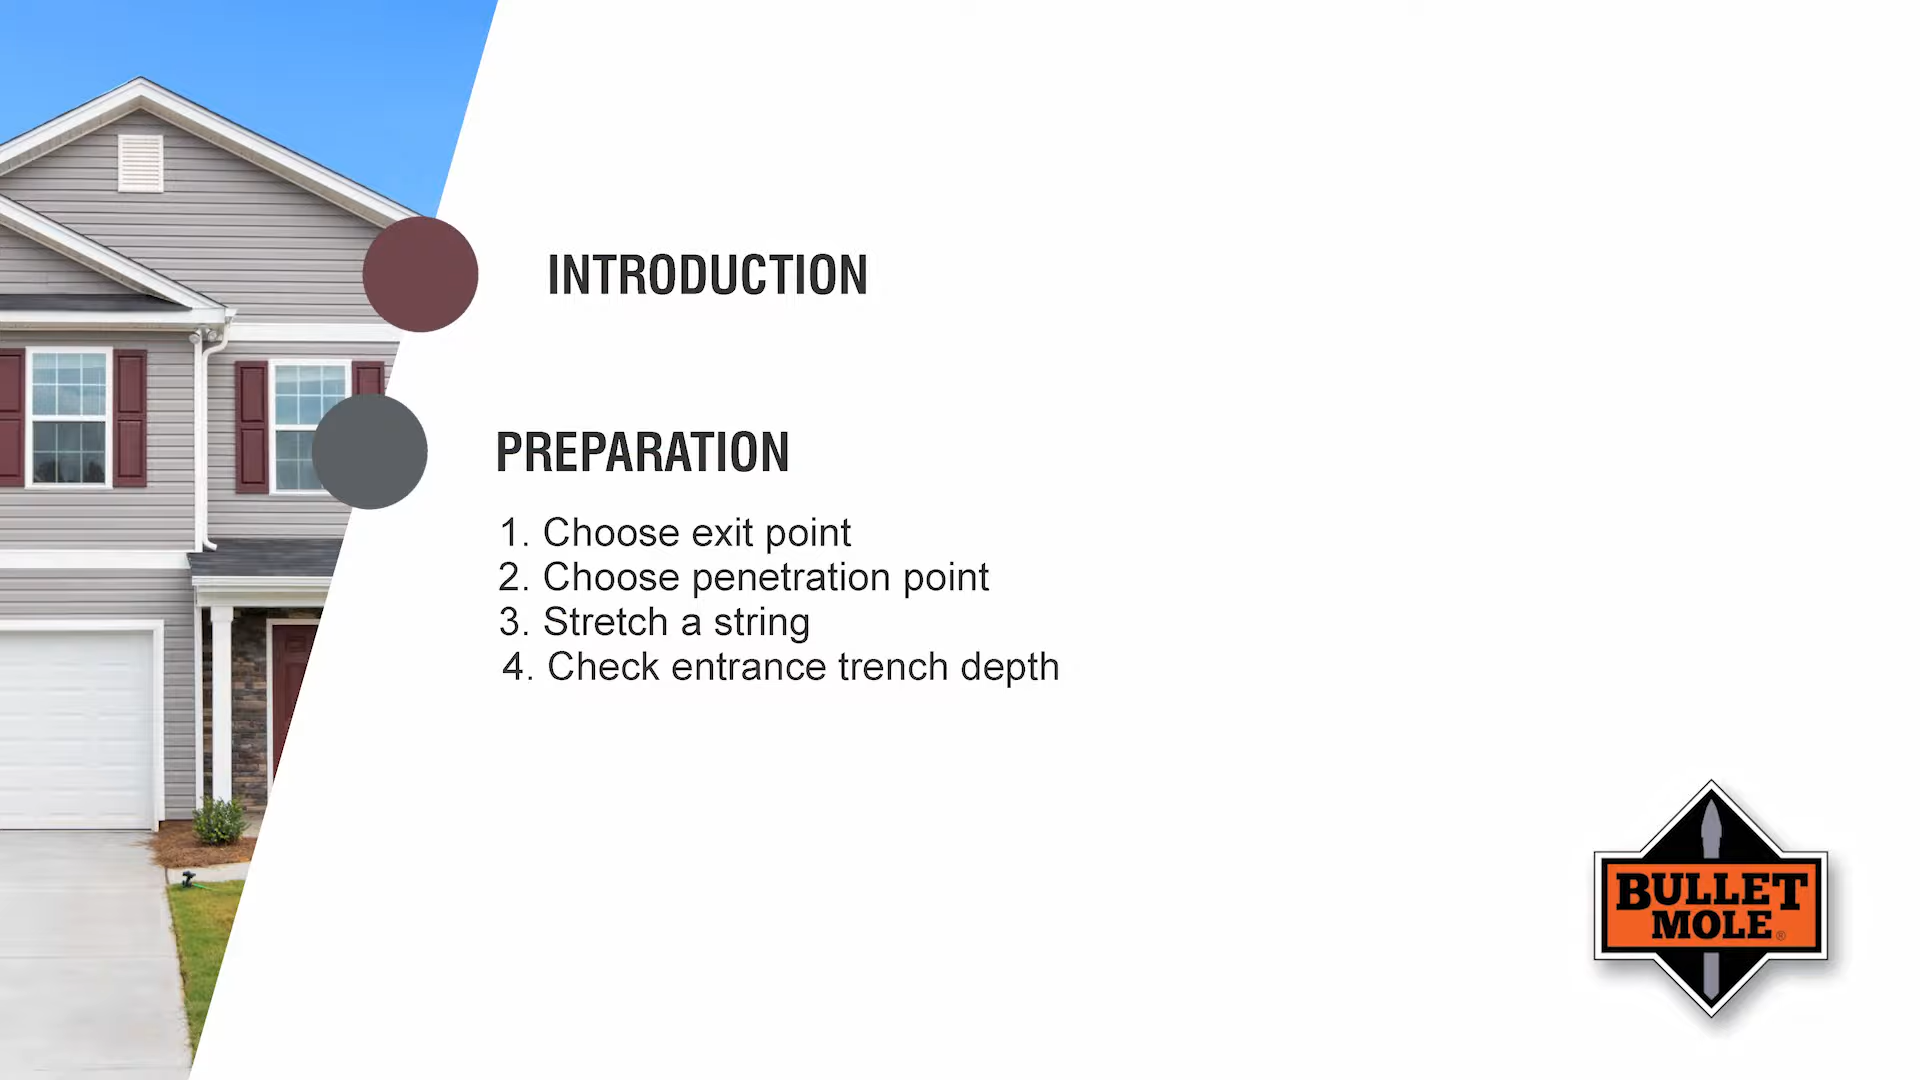 INTRODUCTION
PREPARATION
1. Choose exit point
2. Choose penetration point
3. Stretch a string
4. Check entrance trench depth
BULLET
MOLE®